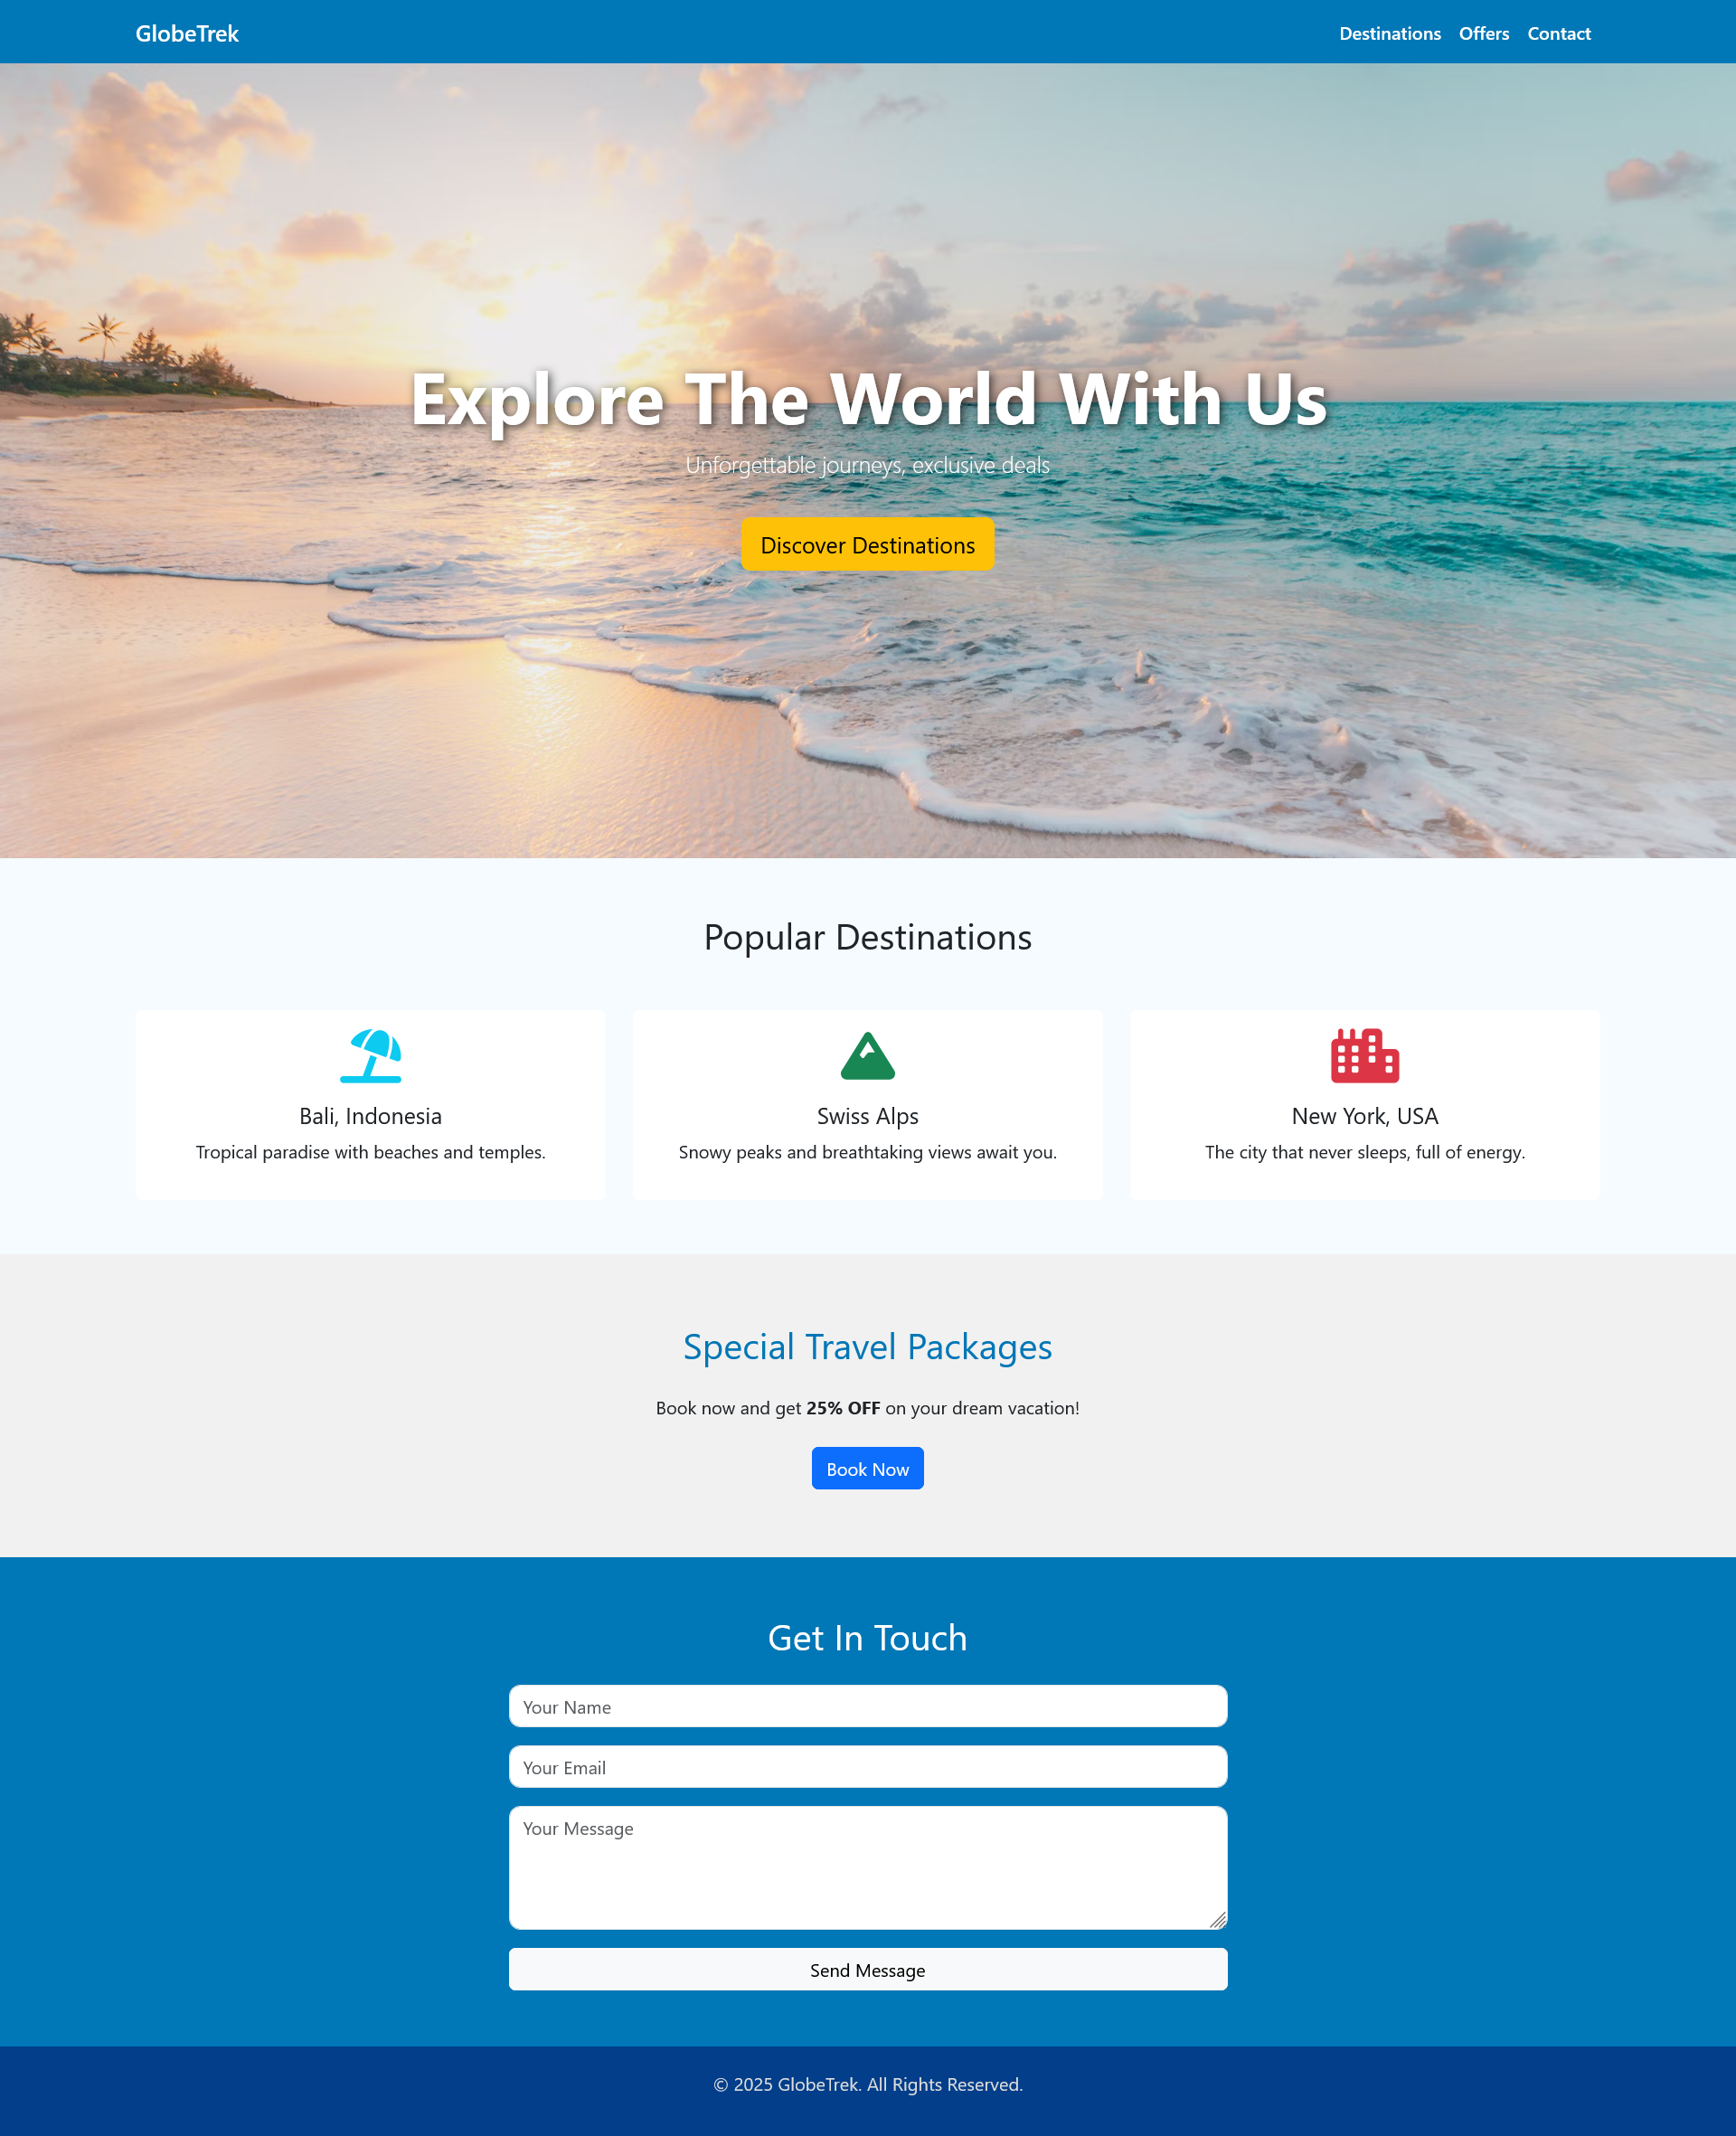 GlobeTrek
Destinations Offers Contact
Explore The World With Us
Unforgettable journeys, exclusive deals
Discover Destinations
Popular Destinations
Bali, Indonesia
Tropical paradise with beaches and temples.
Swiss Alps
Snowy peaks and breathtaking views await you.
New York, USA
The city that never sleeps, full of energy.
Special Travel Packages
Book now and get 25% OFF on your dream vacation!
Book Now
Get In Touch
Your Name
Your Email
Your Message
Send Message
© 2025 GlobeTrek. All Rights Reserved.